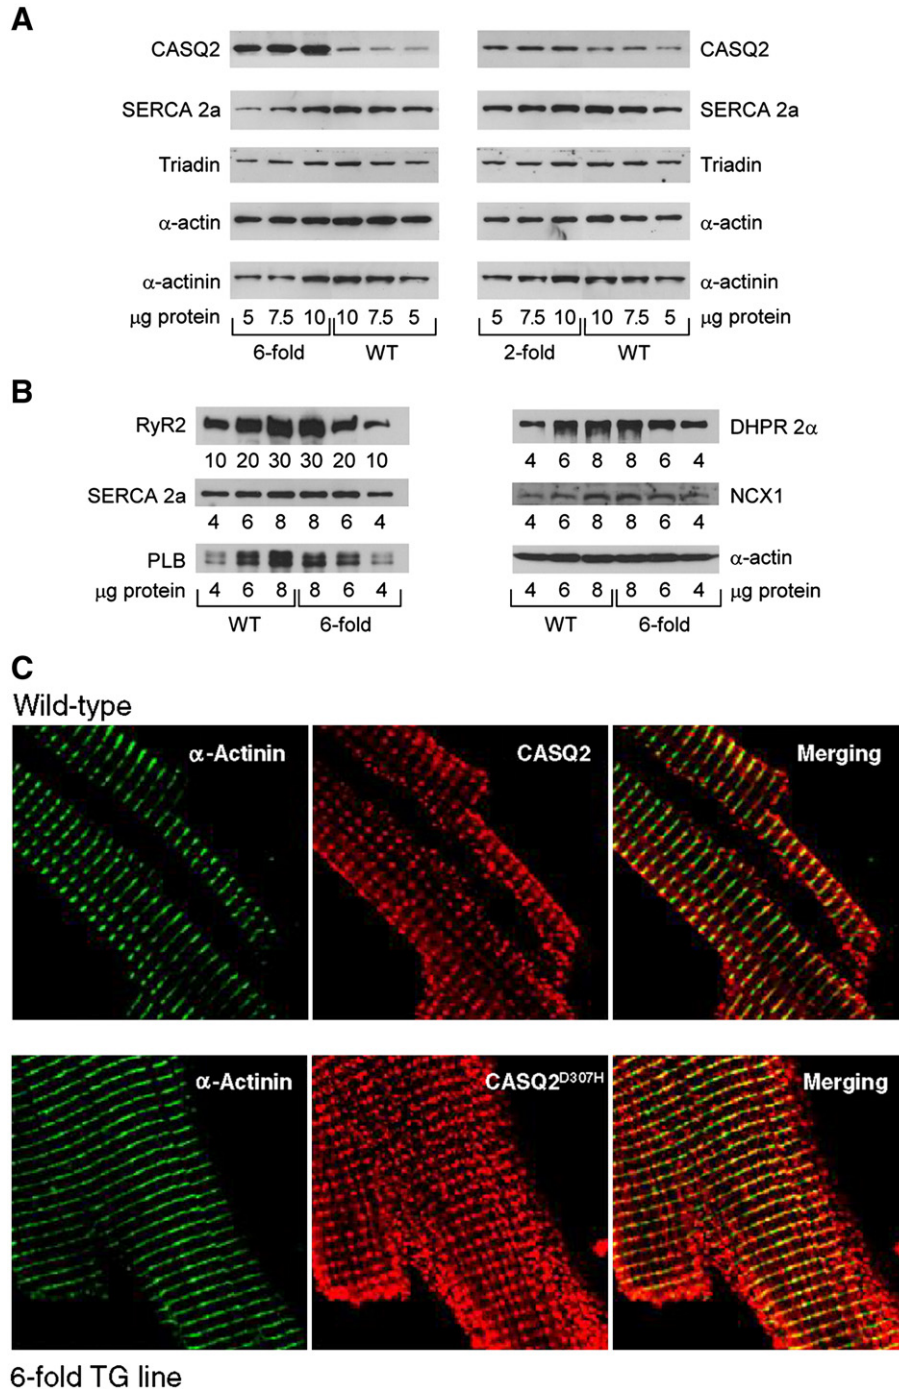 A
CASQ2 CASQ2
SERCA 2a SERCA 2a
Triadin Triadin
α-actin α-actin
α-actinin α-actinin
μg protein 5 7.5 10 10 7.5 5 5 7.5 10 10 7.5 5 μg protein
6-fold WT 2-fold WT
B
RyR2 DHPR 2α
10 20 30 30 20 10 4 6 8 8 6 4
SERCA 2a NCX1
4 6 8 8 6 4 4 6 8 8 6 4
PLB α-actin
μg protein 4 6 8 8 6 4 4 6 8 8 6 4 μg protein
WT 6-fold WT 6-fold
C
Wild-type
α-Actinin CASQ2 Merging
α-Actinin CASQ2D307H Merging
6-fold TG line